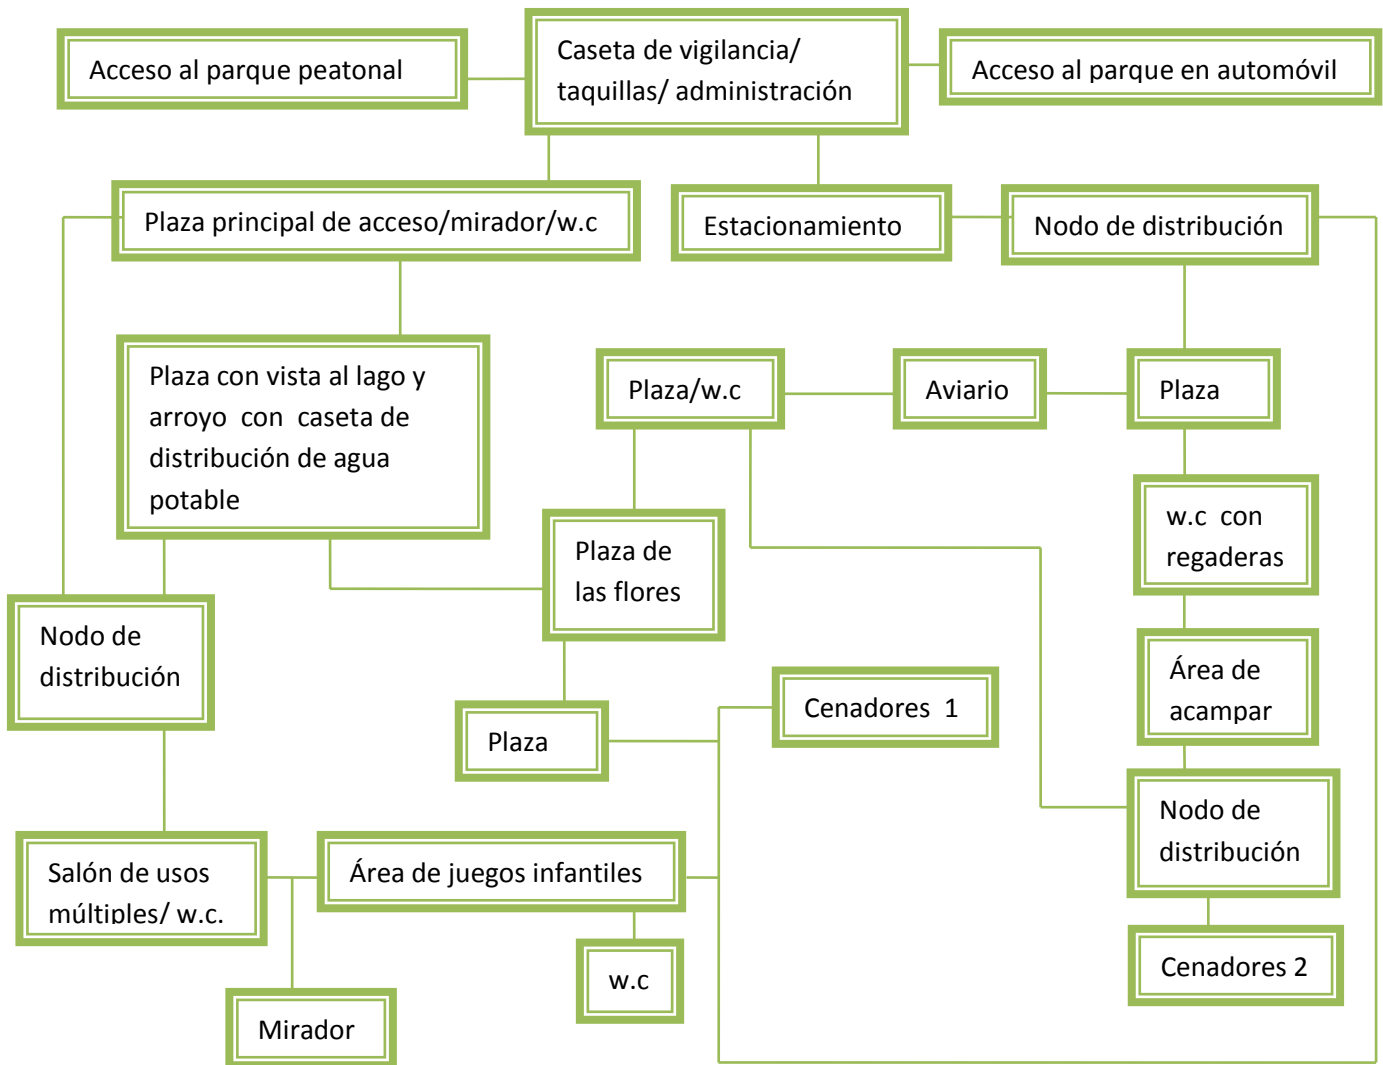 Acceso al parque peatonal
Caseta de vigilancia/
taquillas/ administración
Acceso al parque en automóvil
Plaza principal de acceso/mirador/w.c
Estacionamiento
Nodo de distribución
Plaza con vista al lago y
arroyo con caseta de
distribución de agua
potable
Plaza/w.c
Aviario
Plaza
w.c con
regaderas
Plaza de
las flores
Nodo de
distribución
Área de
acampar
Cenadores 1
Plaza
Nodo de
distribución
Salón de usos
múltiples/ w.c.
Área de juegos infantiles
w.c
Cenadores 2
Mirador